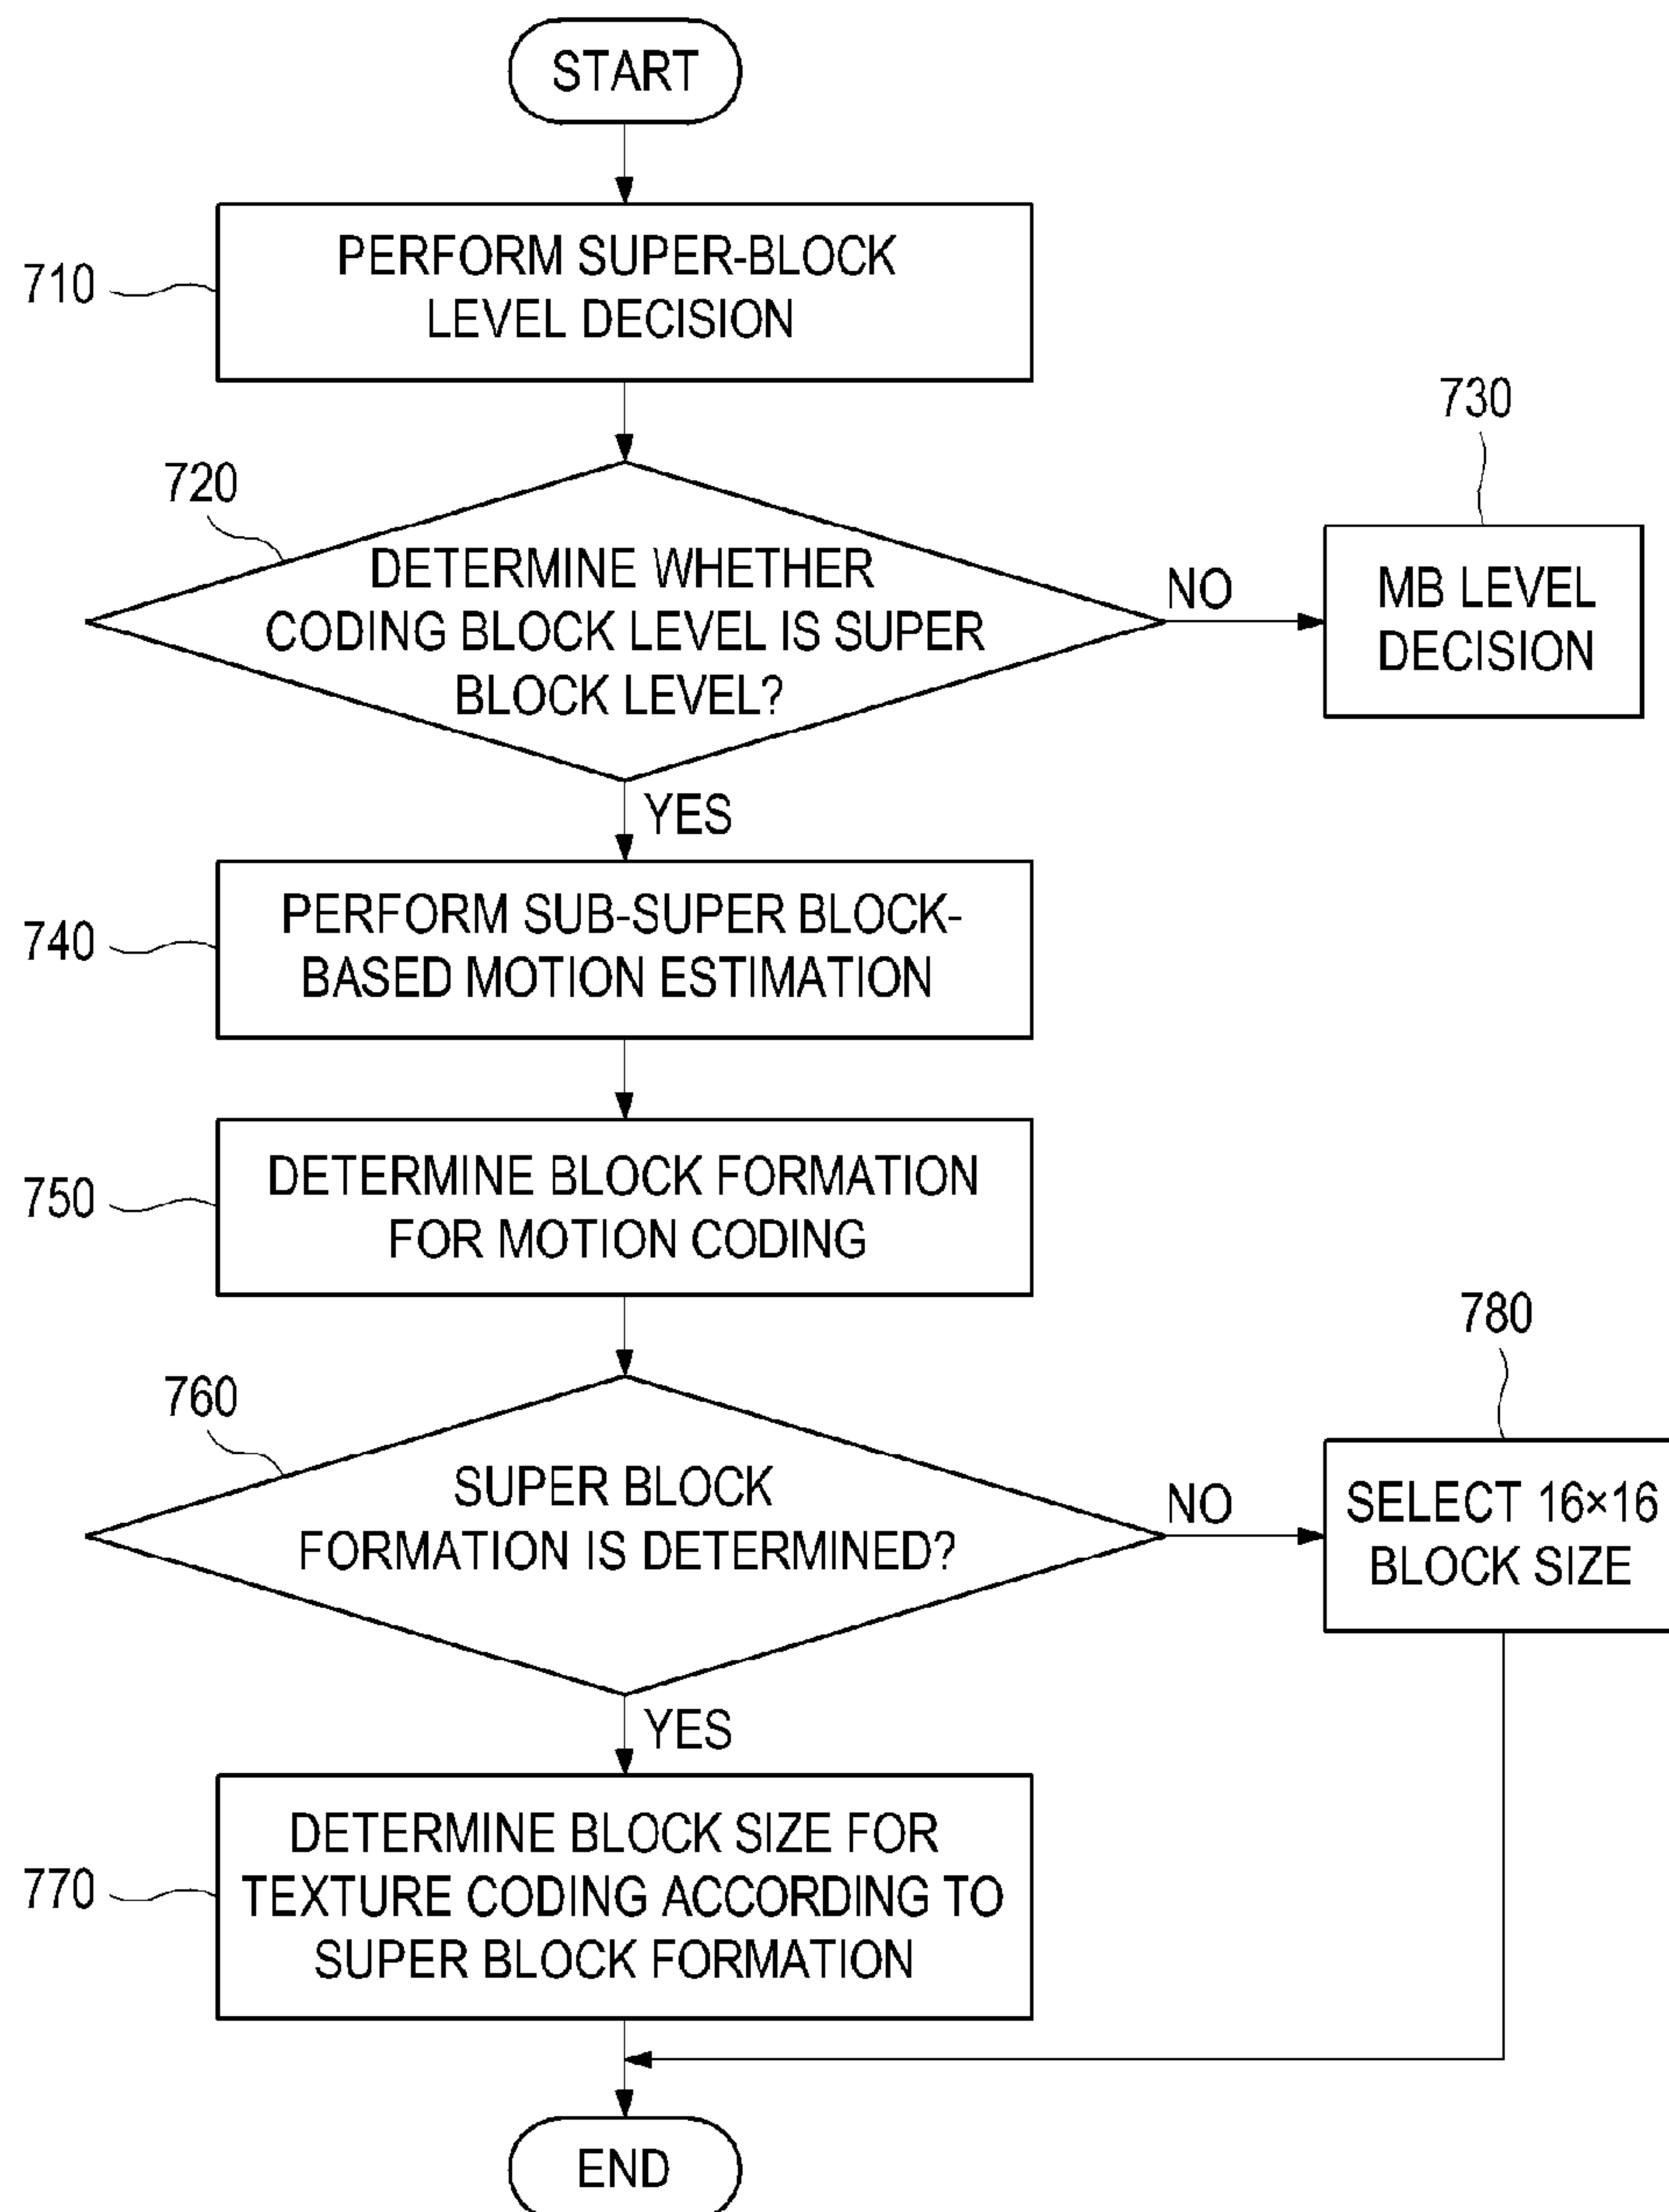 START
710
PERFORM SUPER-BLOCK
LEVEL DECISION
720
DETERMINE WHETHER
CODING BLOCK LEVEL IS SUPER
BLOCK LEVEL?
NO
730
MB LEVEL
DECISION
YES
740
PERFORM SUB-SUPER BLOCK-
BASED MOTION ESTIMATION
750
DETERMINE BLOCK FORMATION
FOR MOTION CODING
760
SUPER BLOCK
FORMATION IS DETERMINED?
NO
780
SELECT 16×16
BLOCK SIZE
YES
770
DETERMINE BLOCK SIZE FOR
TEXTURE CODING ACCORDING TO
SUPER BLOCK FORMATION
END